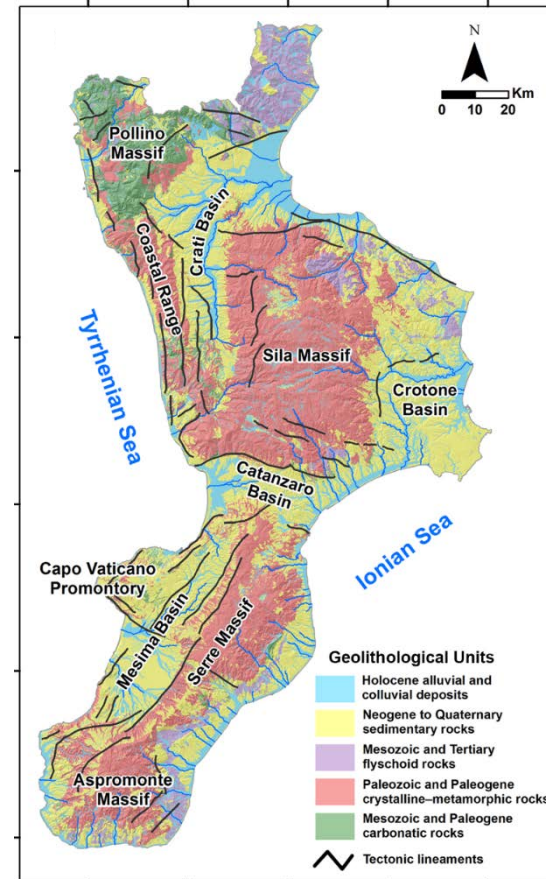 N
0 10 20
Km
Pollino
Massif
Coastal Range
Crati Basin
Tyrrhenian Sea
Sila Massif
Crotone
Basin
Catanzaro
Basin
Ionian Sea
Capo Vaticano
Promontory
Mesima Basin
Serre Massif
Aspromonte
Massif
Geolithological Units
Holocene alluvial and
colluvial deposits
Neogene to Quaternary
sedimentary rocks
Mesozoic and Tertiary
flyschoid rocks
Paleozoic and Paleogene
crystalline–metamorphic rocks
Mesozoic and Paleogene
carbonatic rocks
Tectonic lineaments